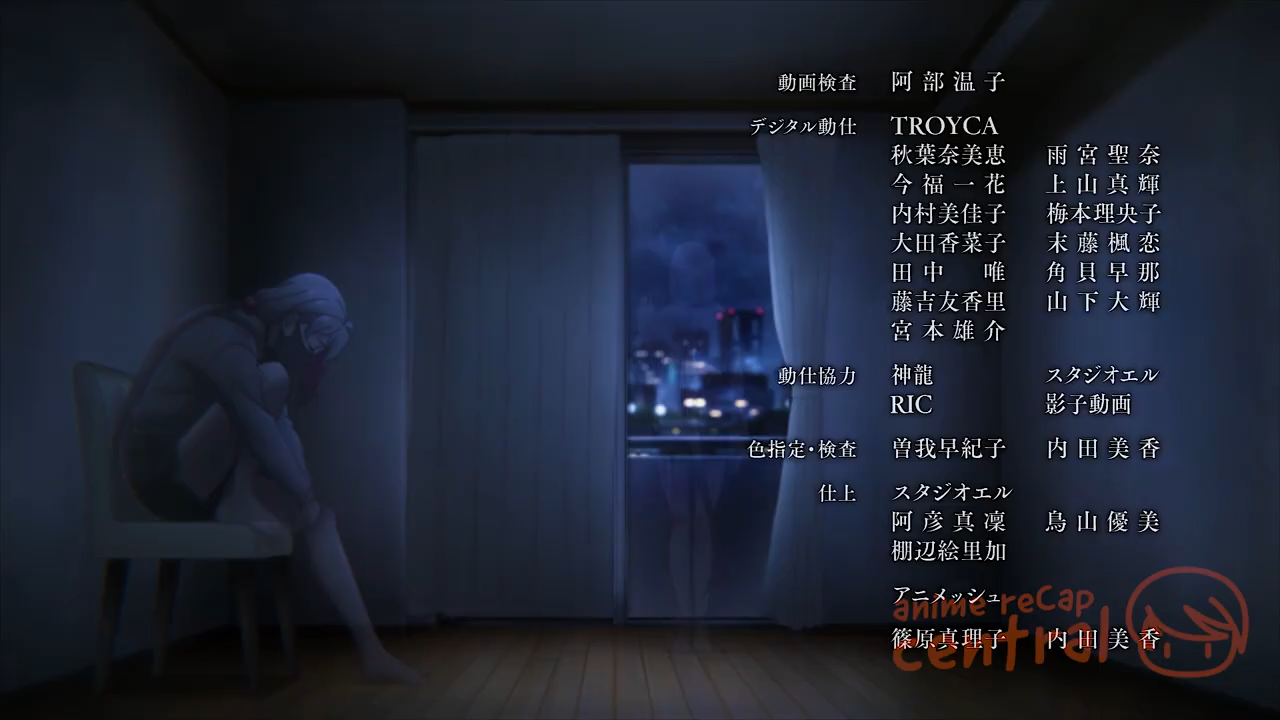 動画検査 阿部温子
デジタル動仕 TROYCA
秋葉奈美恵 雨宮聖奈
今福一花 上山真輝
内村美佳子 梅本理央子
大田香菜子 末藤楓恋
田中 唯 角貝早那
藤吉友香里 山下大輝
宮本雄介
動仕協力 神龍 スタジオエル
RIC 影子動画
色指定・検査 曽我早紀子 内田美香
仕上 スタジオエル
阿彦真凜 鳥山優美
棚辺絵里加
アニメッシュ
anime recap
篠原真理子 内田美香
central